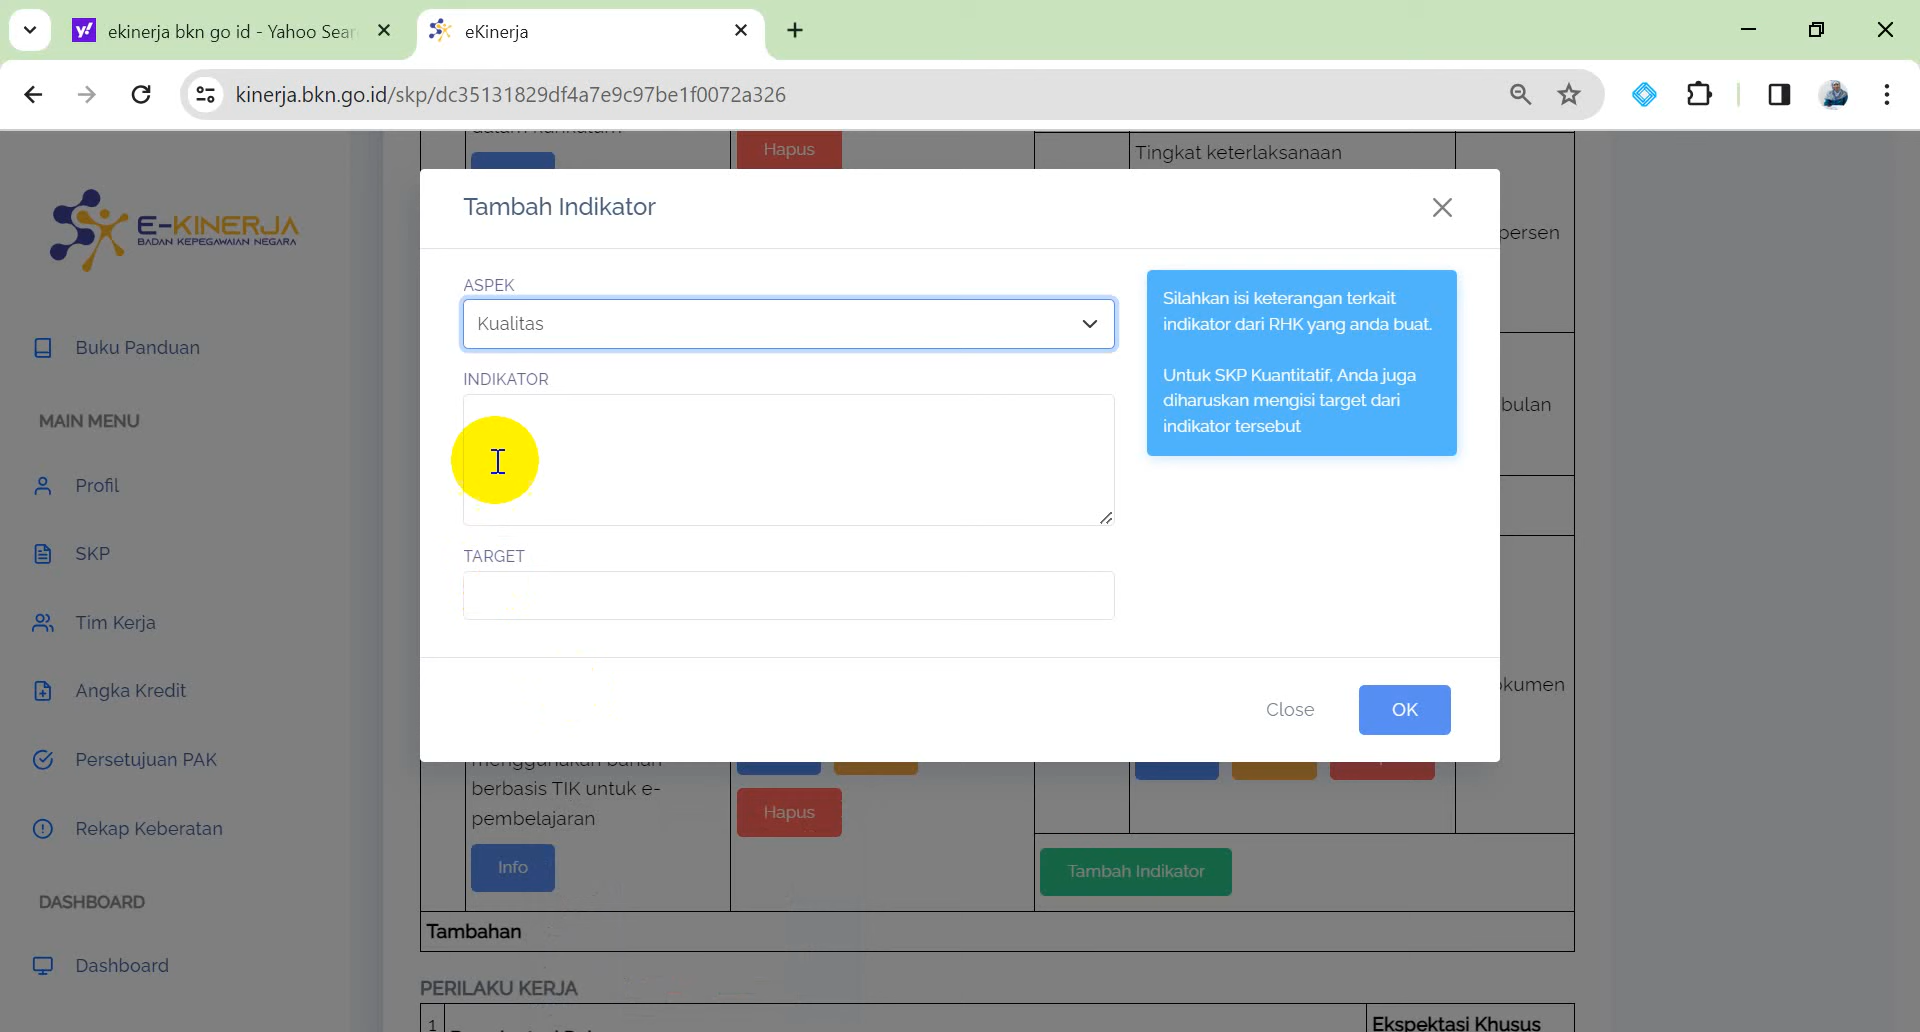 ekinerja bkn go id - Yahoo Sear
eKinerja
kinerja.bkn.go.id/skp/dc35131829df4a7e9c97be1f0072a326
E-KINERJA
BADAN KEPEGAWAIAN NEGARA
Buku Panduan
MAIN MENU
Profil
SKP
Tim Kerja
Angka Kredit
Persetujuan PAK
Rekap Keberatan
DASHBOARD
Dashboard
Hapus
Tingkat keterlaksanaan
persen
bulan
okumen
Tambah Indikator
ASPEK
Kualitas
INDIKATOR
TARGET
Silahkan isi keterangan terkait
indikator dari RHK yang anda buat.
Untuk SKP Kuantitatif, Anda juga
diharuskan mengisi target dari
indikator tersebut
Close
OK
menggunakan bahan
berbasis TIK untuk e-
pembelajaran
Info
Hapus
Tambah Indikator
Tambahan
PERILAKU KERJA
1
Ekspektasi Khusus